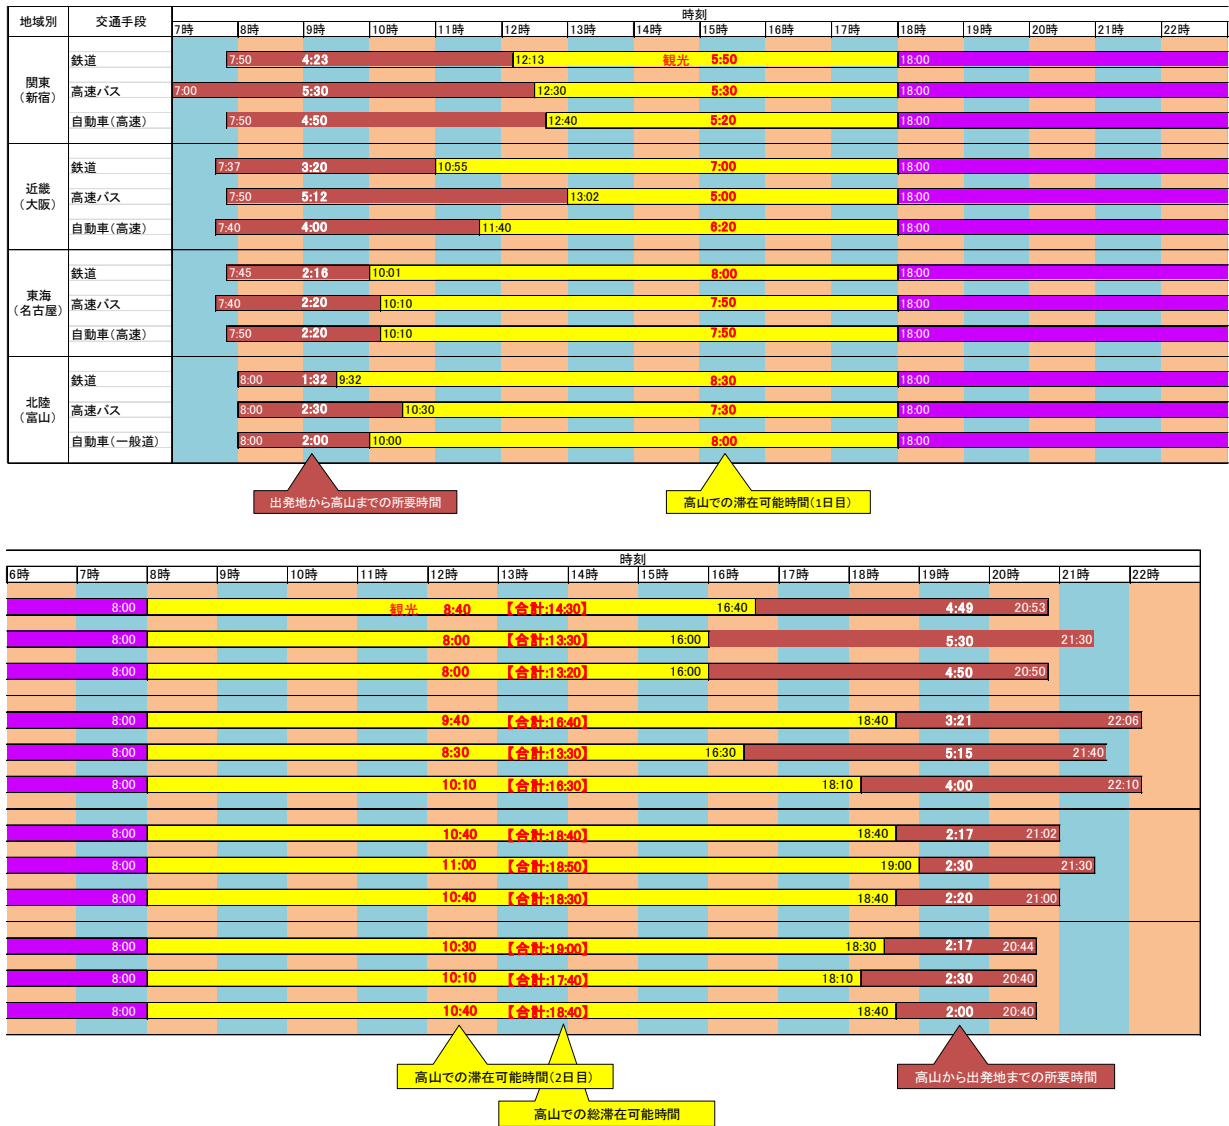 地域別 交通手段 時刻
7時 8時 9時 10時 11時 12時 13時 14時 15時 16時 17時 18時 19時 20時 21時 22時
関東
（新宿）
鉄道 7:50 4:23 12:13 観光 5:50 18:00
高速バス 7:00 5:30 12:30 5:30 18:00
自動車（高速） 7:50 4:50 12:40 5:20 18:00
近畿
（大阪）
鉄道 7:37 3:20 10:55 7:00 18:00
高速バス 7:50 5:12 13:02 5:00 18:00
自動車（高速） 7:40 4:00 11:40 6:20 18:00
東海
（名古屋）
鉄道 7:45 2:16 10:01 8:00 18:00
高速バス 7:40 2:20 10:10 7:50 18:00
自動車（高速） 7:50 2:20 10:10 7:50 18:00
北陸
（富山）
鉄道 8:00 1:32 9:32 8:30 18:00
高速バス 8:00 2:30 10:30 7:30 18:00
自動車（一般道） 8:00 2:00 10:00 8:00 18:00
出発地から高山までの所要時間 高山での滞在可能時間（1日目）
時刻
6時 7時 8時 9時 10時 11時 12時 13時 14時 15時 16時 17時 18時 19時 20時 21時 22時
8:00 観光 8:40 【合計:14:30】 16:40 4:49 20:53
8:00 8:00 【合計:13:30】 16:00 5:30 21:30
8:00 8:00 【合計:13:20】 16:00 4:50 20:50
8:00 9:40 【合計:16:40】 18:40 3:21 22:06
8:00 8:30 【合計:13:30】 16:30 5:15 21:40
8:00 10:10 【合計:16:30】 18:10 4:00 22:10
8:00 10:40 【合計:18:40】 18:40 2:17 21:02
8:00 11:00 【合計:18:50】 19:00 2:30 21:30
8:00 10:40 【合計:18:30】 18:40 2:20 21:00
8:00 10:30 【合計:19:00】 18:30 2:17 20:44
8:00 10:10 【合計:17:40】 18:10 2:30 20:40
8:00 10:40 【合計:18:40】 18:40 2:00 20:40
高山での滞在可能時間（2日目） 高山から出発地までの所要時間
高山での総滞在可能時間